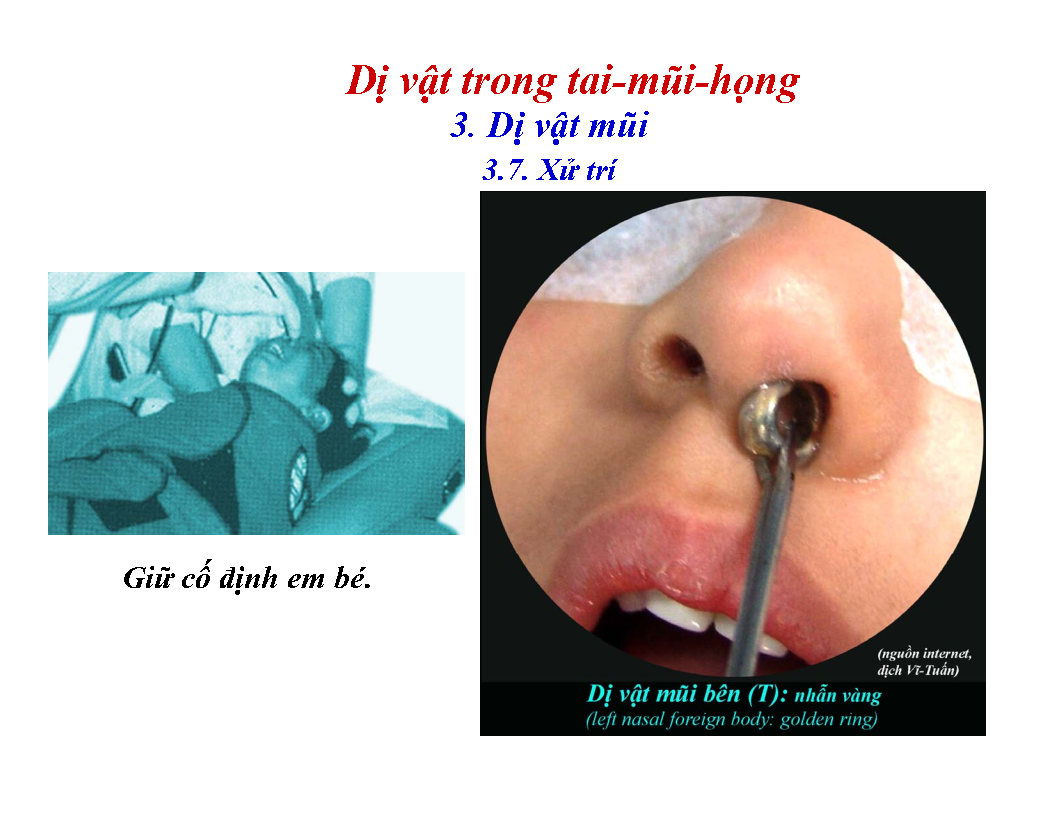 Dị vật trong tai-mũi-họng
3. Dị vật mũi
3.7. Xử trí
Giữ cố định em bé.
(nguồn internet,
dịch Vĩ-Tuấn)
Dị vật mũi bên (T): nhẫn vàng
(left nasal foreign body: golden ring)